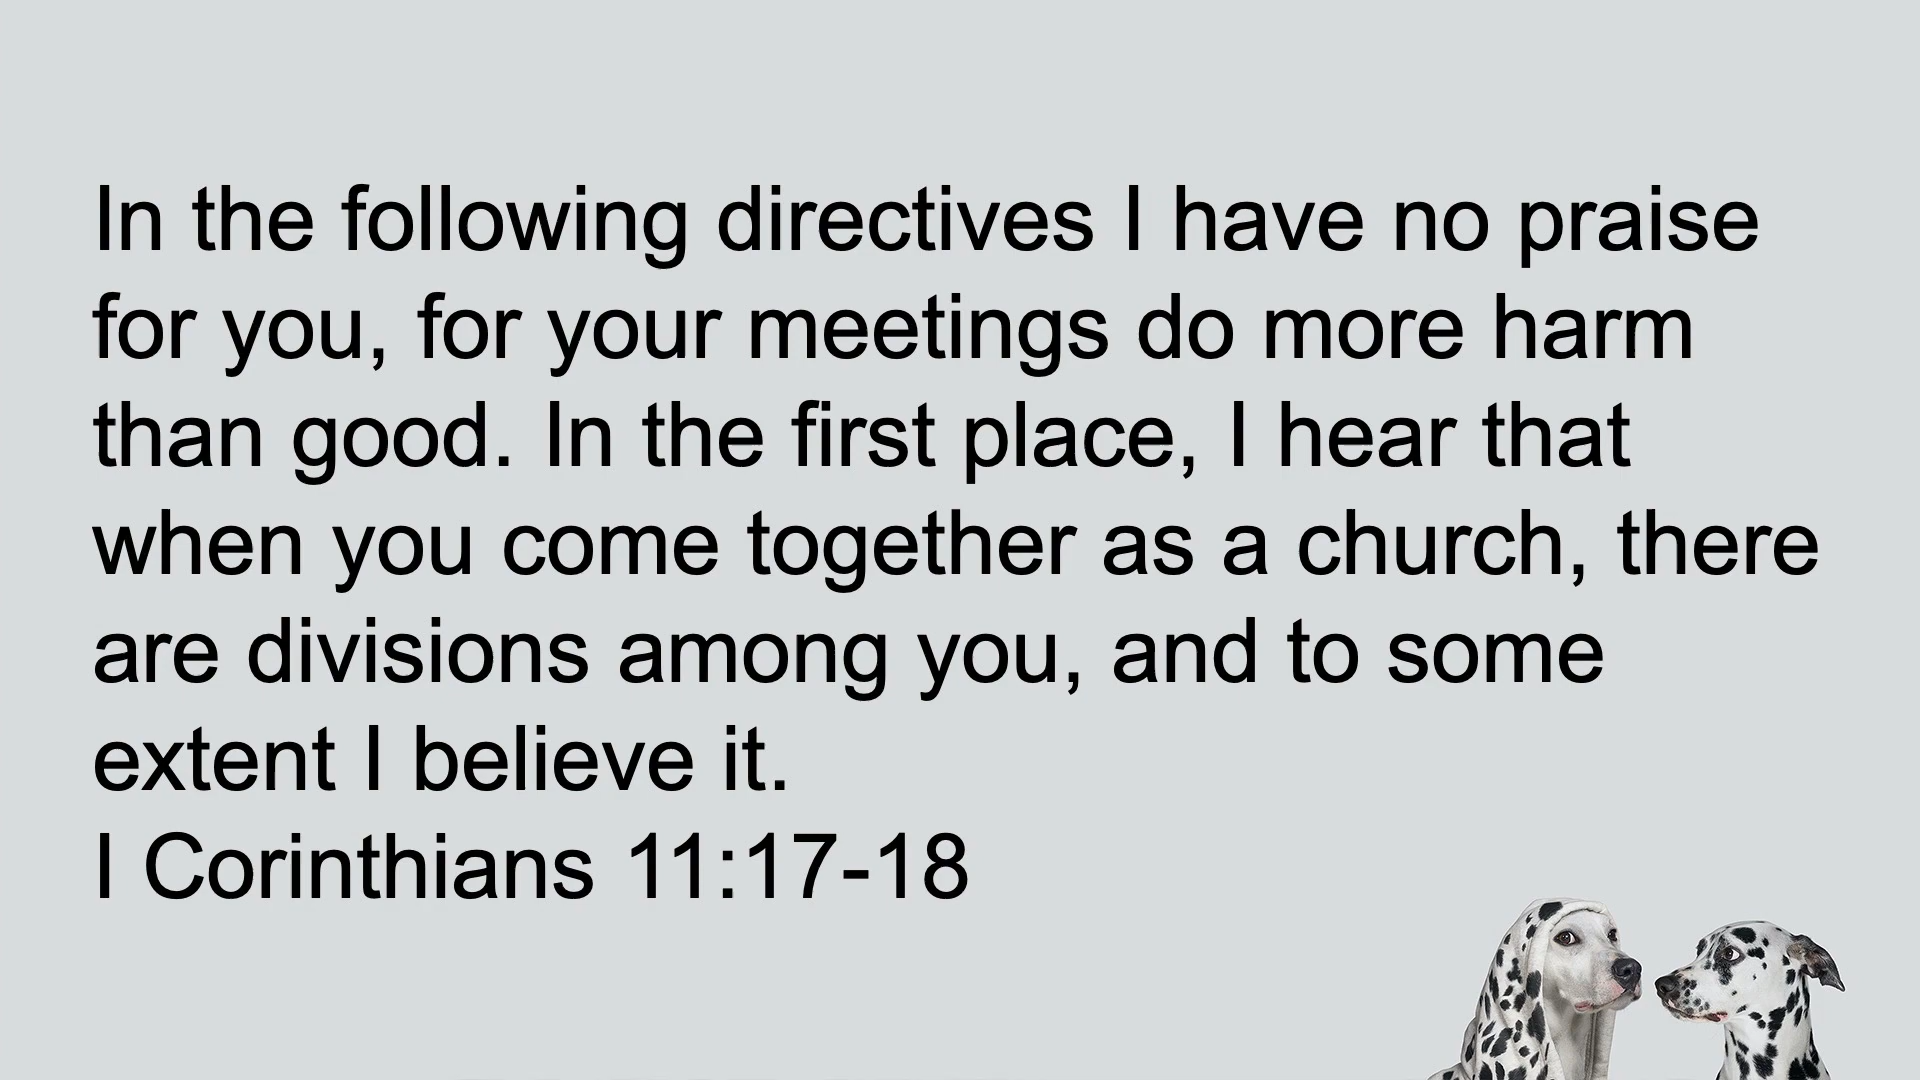 In the following directives I have no praise
for you, for your meetings do more harm
than good. In the first place, I hear that
when you come together as a church, there
are divisions among you, and to some
extent I believe it.
I Corinthians 11:17-18